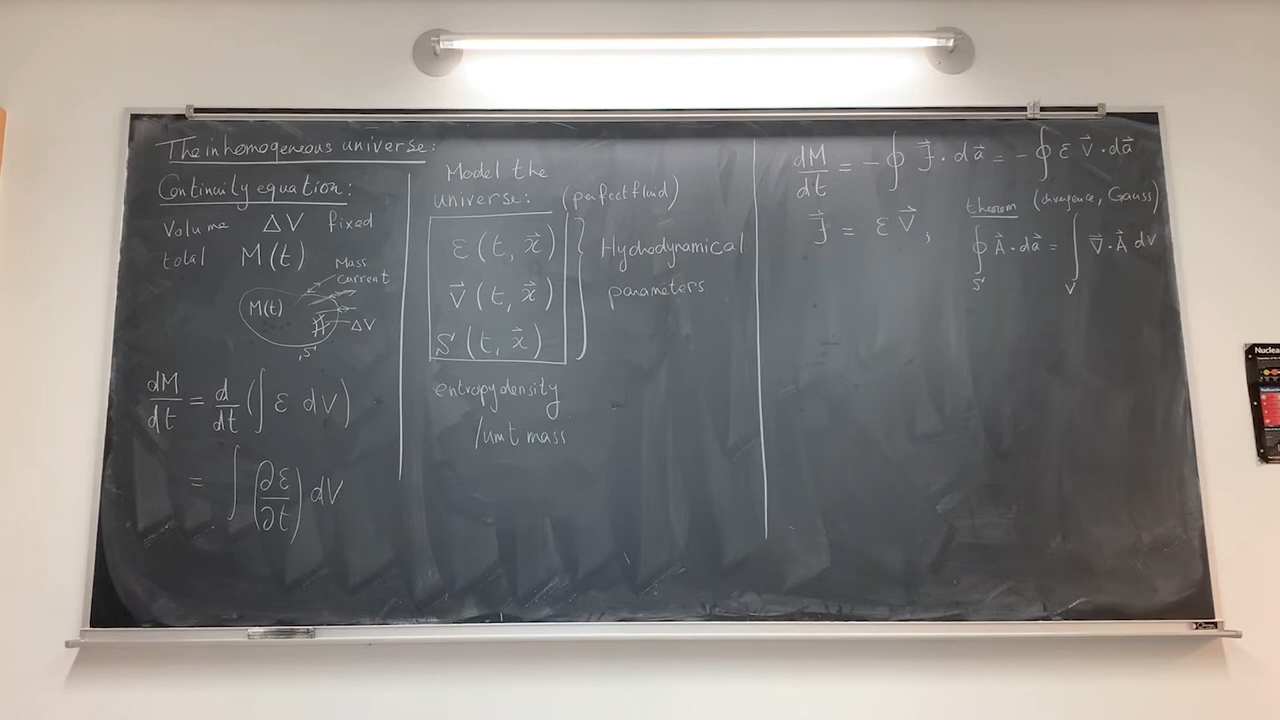 The inhomogeneous universe:
Continuity equation:
Volume ΔV fixed
total M(t)
Mass
current
M(t)
ΔV
S
dM/dt = d/dt (∫ ε dV)
= ∫ (∂ε/∂t) dV
Model the
universe: (perfect fluid)
ε (t, x⃗)
V⃗ (t, x⃗)
S (t, x⃗)
Hydrodynamical
parameters
entropy density
/unit mass
dM/dt = - ∮ J⃗ · da⃗ = - ∮ ε V⃗ · da⃗
J⃗ = ε V⃗ ,
theorem (divergence, Gauss)
∮_S A⃗ · da⃗ = ∫_V ∇⃗ · A⃗ dV
Nuclear